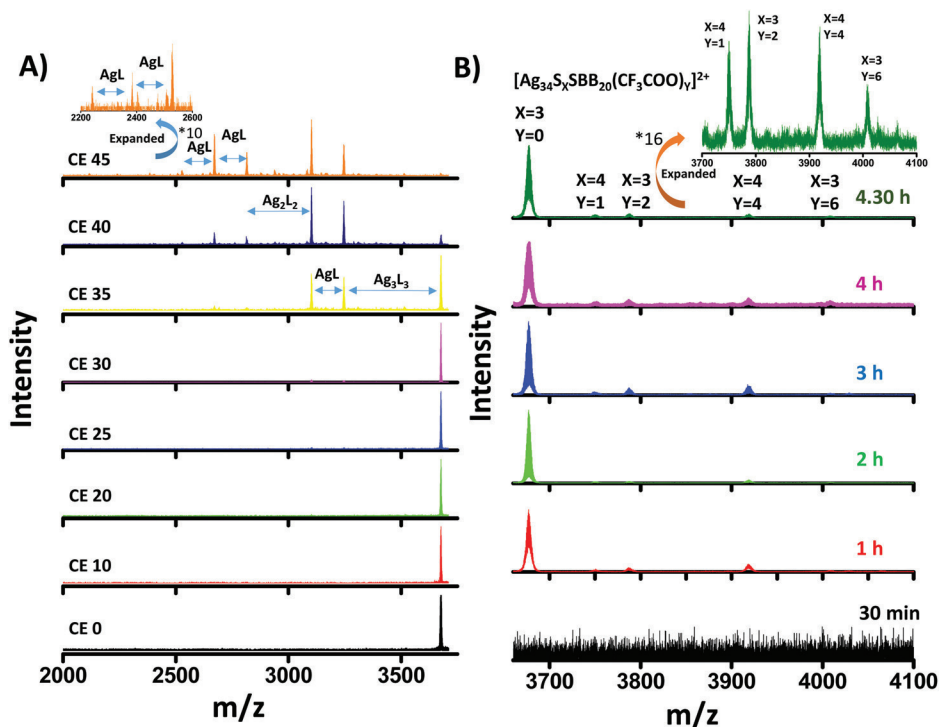 A)
AgL
AgL
2200 2400 2600
Expanded
*10
AgL
AgL
CE 45
Ag₂L₂
CE 40
AgL
Ag₃L₃
CE 35
CE 30
CE 25
CE 20
CE 10
CE 0
Intensity
2000 2500 3000 3500
m/z
B)
X=4
Y=1
X=3
Y=2
X=4
Y=4
X=3
Y=6
[Ag₃₄SₓSBB₂₀(CF₃COO)Y]²⁺
X=3
Y=0
*16
Expanded
3700 3800 3900 4000 4100
X=4
Y=1
X=3
Y=2
X=4
Y=4
X=3
Y=6
4.30 h
4 h
3 h
2 h
1 h
30 min
Intensity
3700 3800 3900 4000 4100
m/z